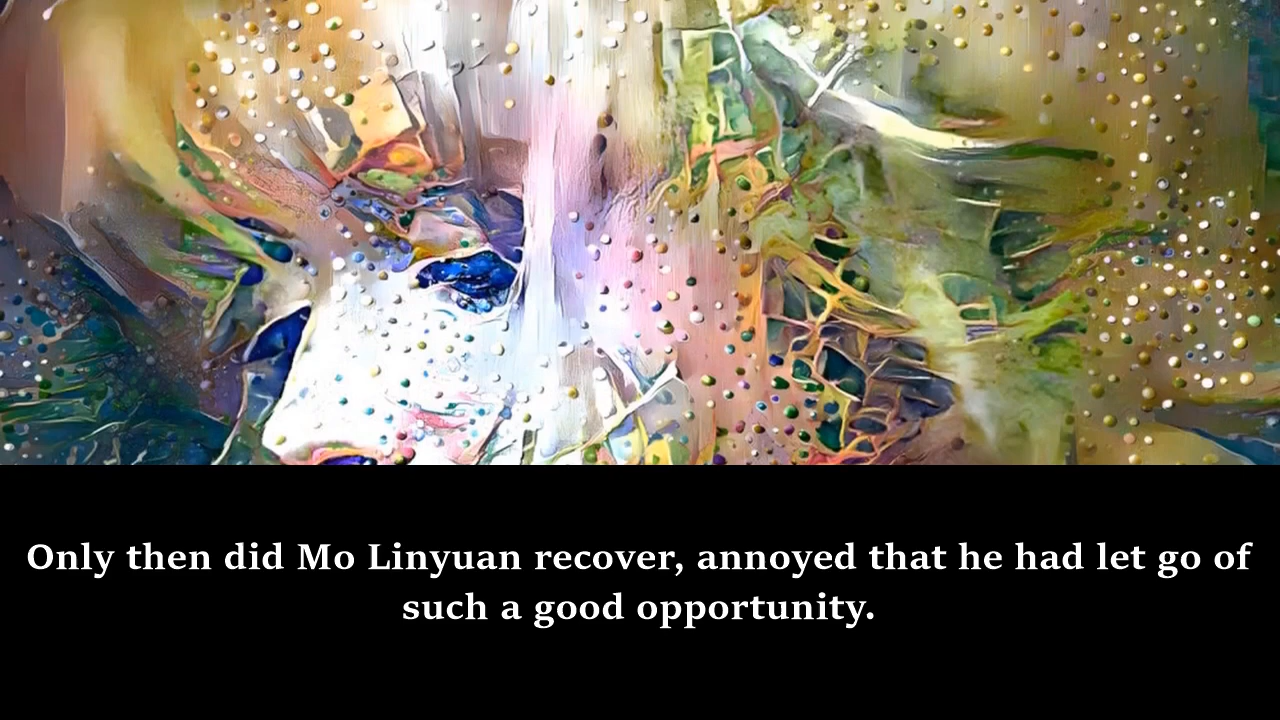 Only then did Mo Linyuan recover, annoyed that he had let go of
such a good opportunity.